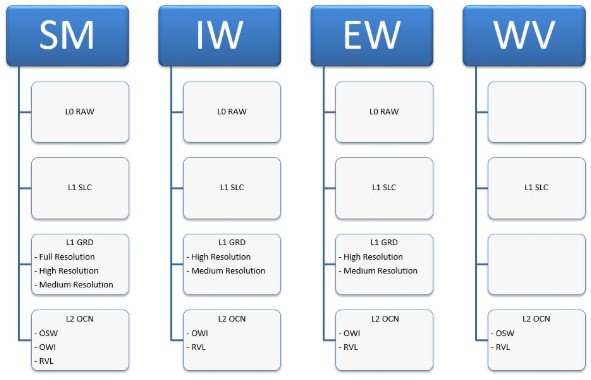 SM
L0 RAW
L1 SLC
L1 GRD
- Full Resolution
- High Resolution
- Medium Resolution
L2 OCN
- OSW
- OWI
- RVL
IW
L0 RAW
L1 SLC
L1 GRD
- High Resolution
- Medium Resolution
L2 OCN
- OWI
- RVL
EW
L0 RAW
L1 SLC
L1 GRD
- High Resolution
- Medium Resolution
L2 OCN
- OWI
- RVL
WV
L1 SLC
L2 OCN
- OSW
- RVL